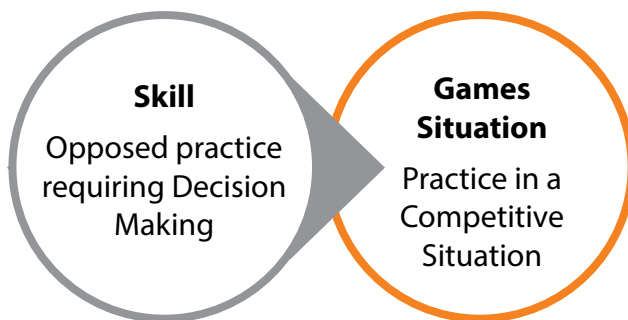 Skill
Opposed practice
requiring Decision
Making
Games
Situation
Practice in a
Competitive
Situation